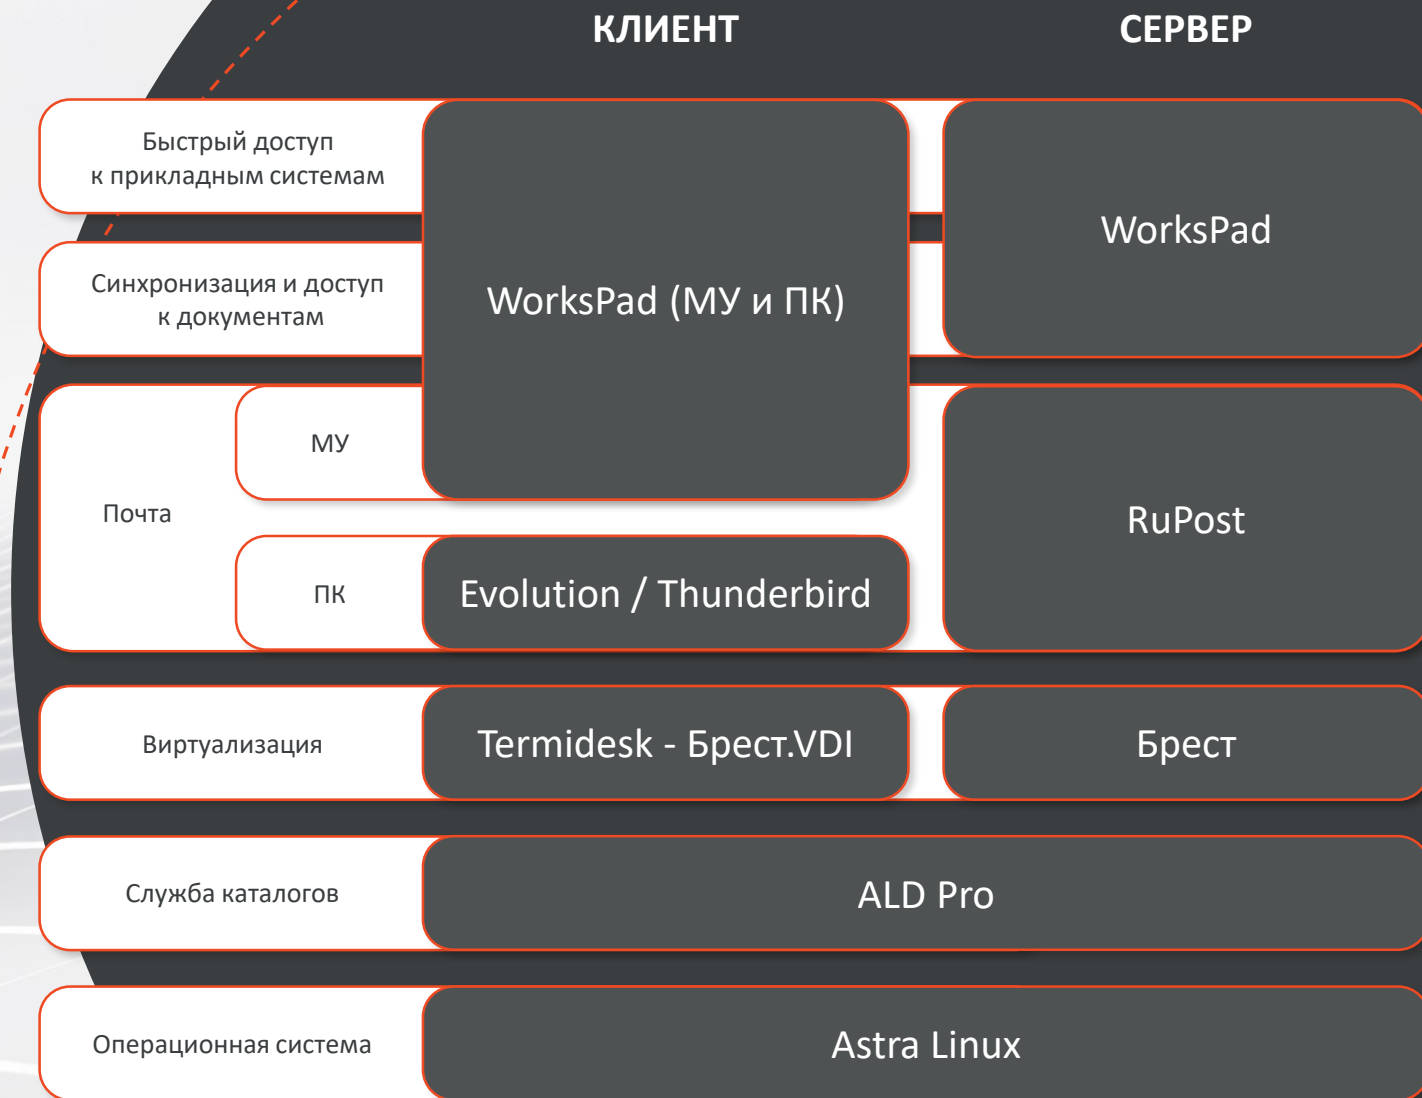 КЛИЕНТ
СЕРВЕР
Быстрый доступ
к прикладным системам
WorksPad
Синхронизация и доступ
к документам
WorksPad (МУ и ПК)
МУ
Почта
RuPost
ПК
Evolution / Thunderbird
Виртуализация
Termidesk - Брест.VDI
Брест
Служба каталогов
ALD Pro
Операционная система
Astra Linux